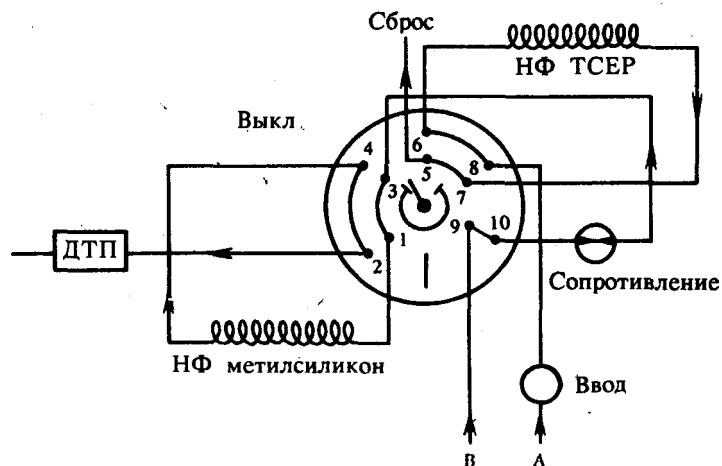 Сброс
НФ ТСЕР
Выкл
4
6
5
8
3
7
9
10
1
2
ДТП
Сопротивление
НФ метилсиликон
Ввод
В
А